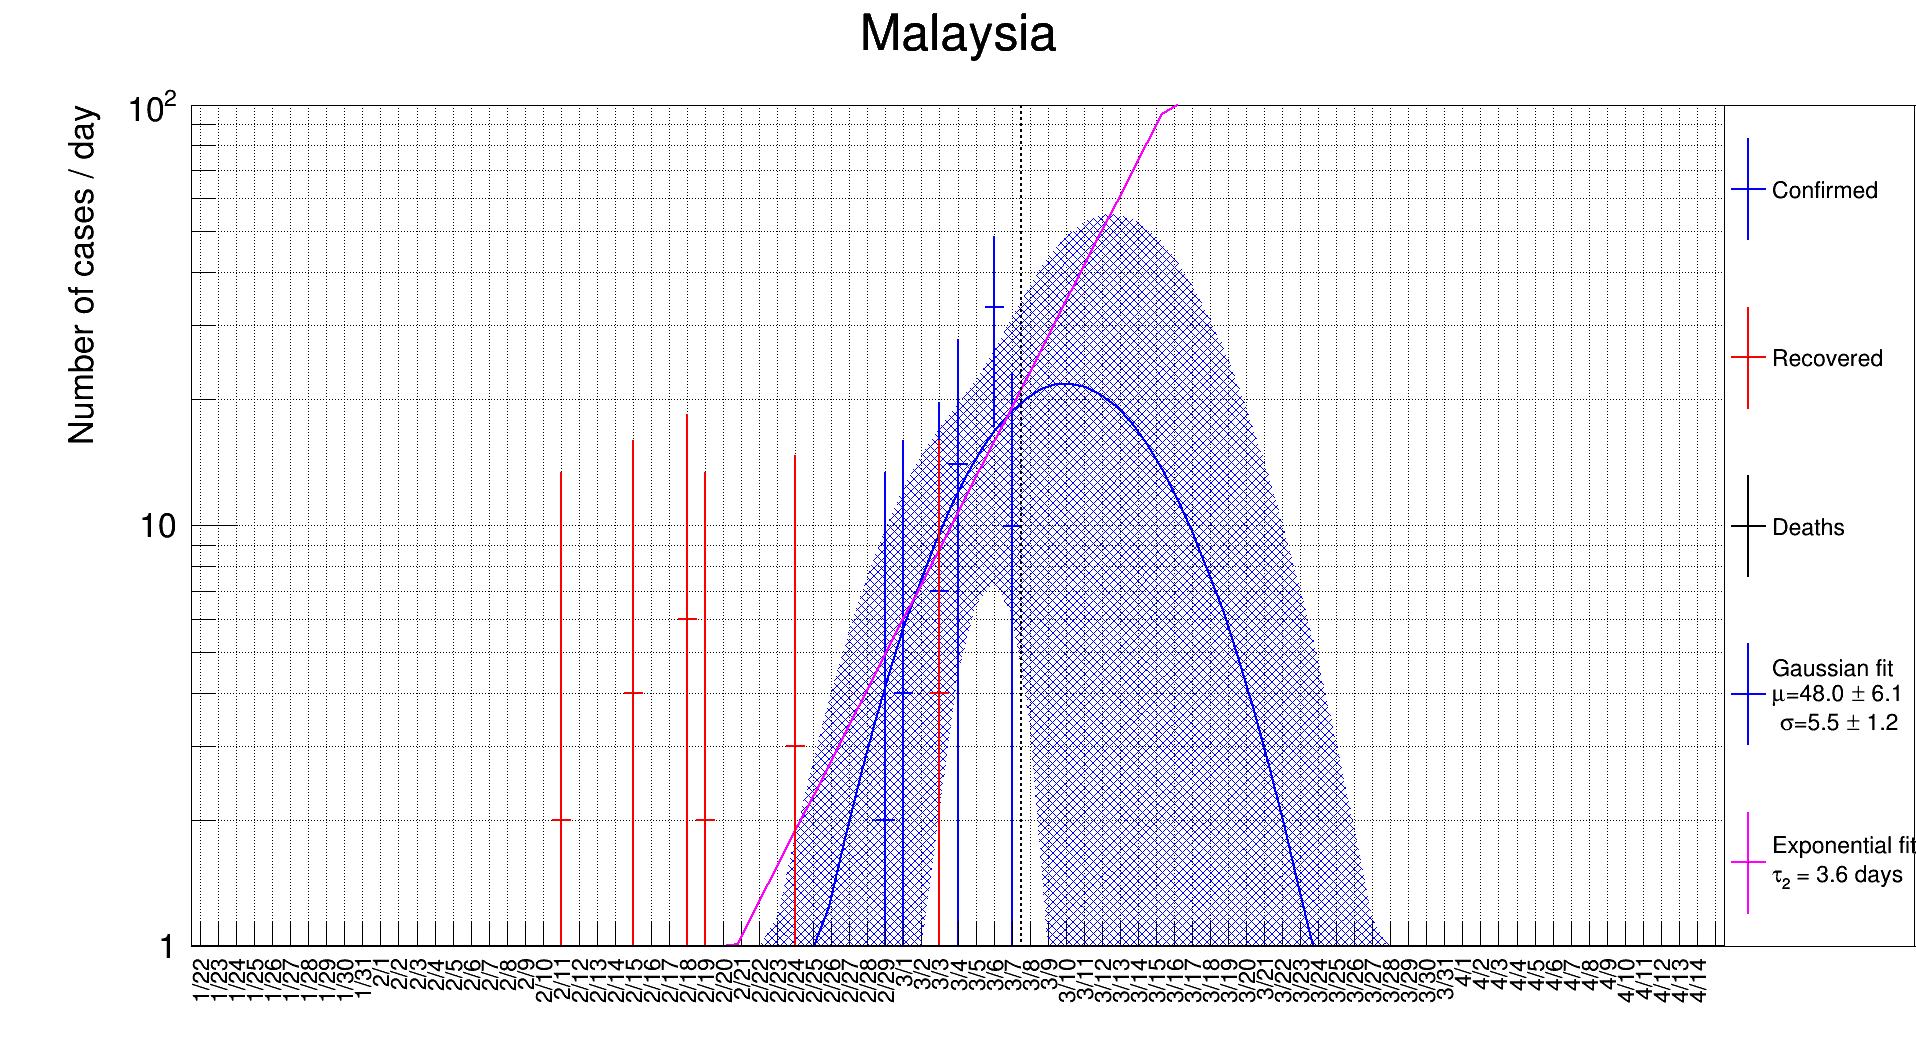 Malaysia
Number of cases / day
10²
10
1
1/22 1/23 1/24 1/25 1/26 1/27 1/28 1/29 1/30 1/31 2/1 2/2 2/3 2/4 2/5 2/6 2/7 2/8 2/9 2/10 2/11 2/12 2/13 2/14 2/15 2/16 2/17 2/18 2/19 2/20 2/21 2/22 2/23 2/24 2/25 2/26 2/27 2/28 2/29 3/1 3/2 3/3 3/4 3/5 3/6 3/7 3/8 3/9 3/10 3/11 3/12 3/13 3/14 3/15 3/16 3/17 3/18 3/19 3/20 3/21 3/22 3/23 3/24 3/25 3/26 3/27 3/28 3/29 3/30 3/31 4/1 4/2 4/3 4/4 4/5 4/6 4/7 4/8 4/9 4/10 4/11 4/12 4/13 4/14
Confirmed
Recovered
Deaths
Gaussian fit
μ=48.0 ± 6.1
σ=5.5 ± 1.2
Exponential fit
τ₂ = 3.6 days